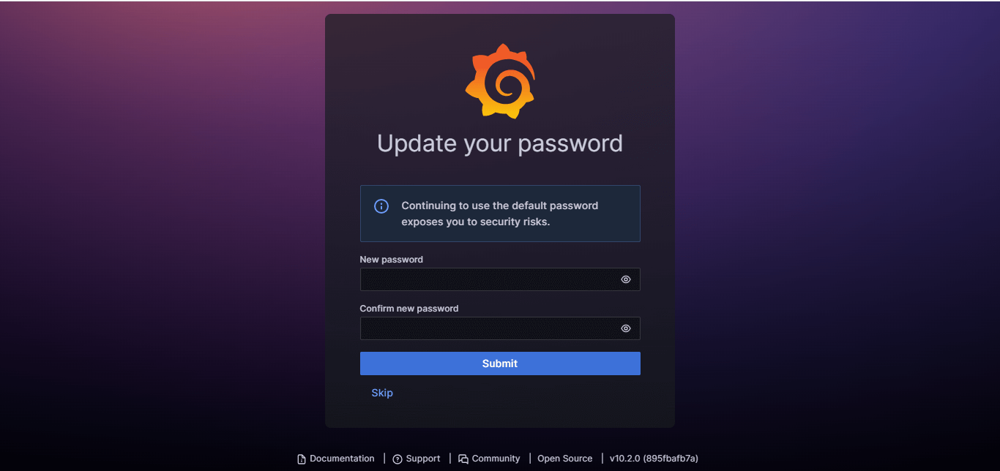 Update your password
Continuing to use the default password
exposes you to security risks.
New password
Confirm new password
Submit
Skip
Documentation | Support | Community | Open Source | v10.2.0 (895fbafb7a)